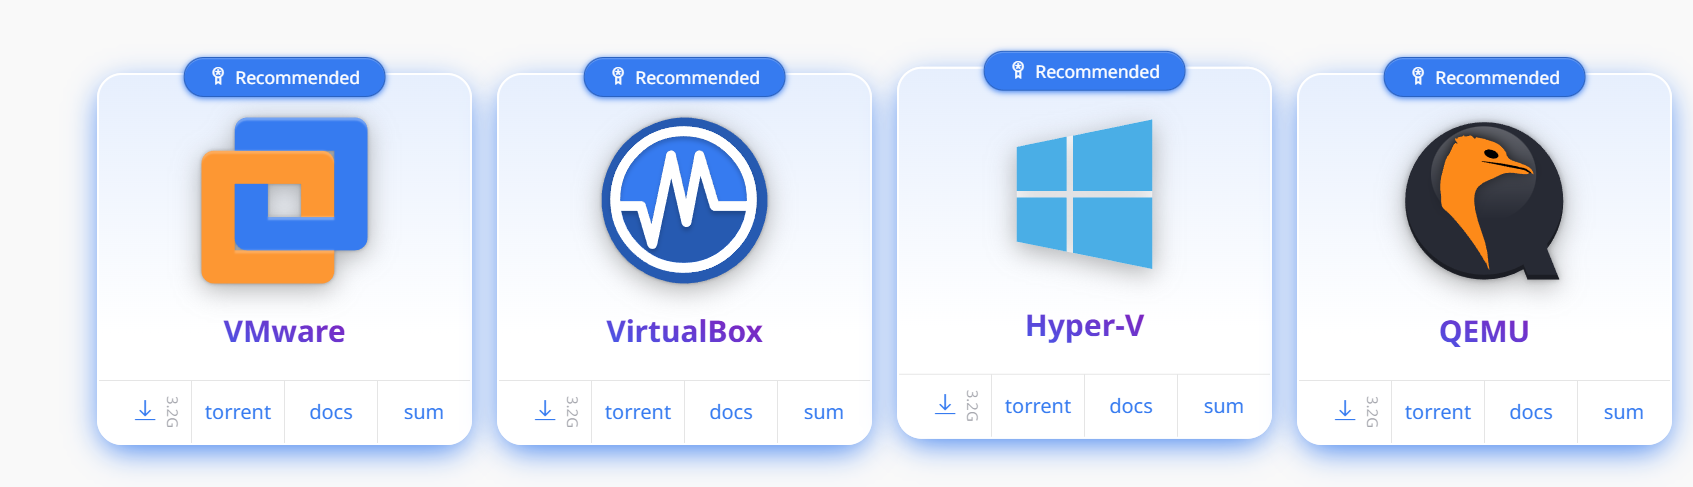 Recommended
VMware
3.2G
torrent
docs
sum
Recommended
VirtualBox
3.2G
torrent
docs
sum
Recommended
Hyper-V
3.2G
torrent
docs
sum
Recommended
QEMU
3.2G
torrent
docs
sum